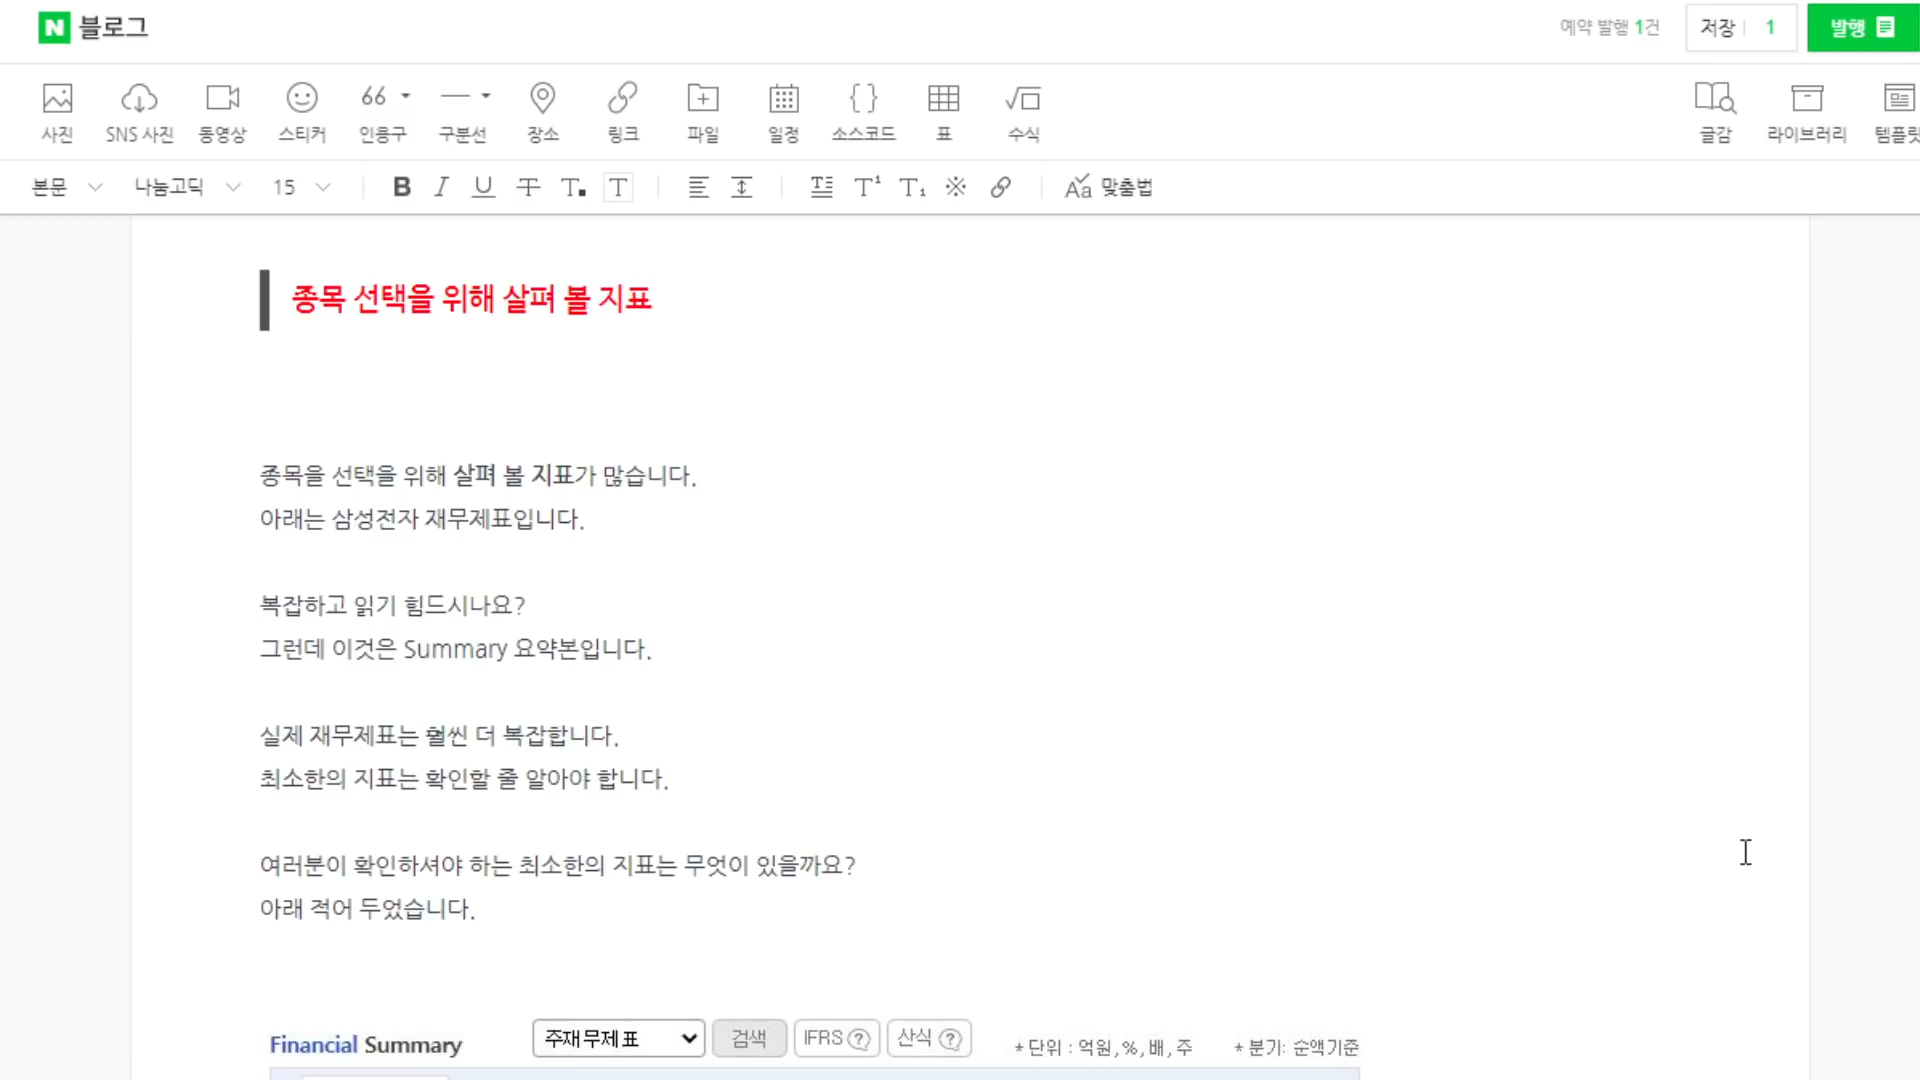 N 블로그
예약 발행 1건
저장 1
발행
사진
SNS 사진
동영상
스티커
66 인용구
구분선
장소
링크
파일
일정
소스코드
표
수식
글감
라이브러리
템플릿
본문
나눔고딕
15
맞춤법
종목 선택을 위해 살펴 볼 지표
종목을 선택을 위해 살펴 볼 지표가 많습니다.
아래는 삼성전자 재무제표입니다.
복잡하고 읽기 힘드시나요?
그런데 이것은 Summary 요약본입니다.
실제 재무제표는 훨씬 더 복잡합니다.
최소한의 지표는 확인할 줄 알아야 합니다.
여러분이 확인하셔야 하는 최소한의 지표는 무엇이 있을까요?
아래 적어 두었습니다.
Financial Summary
주재무제표
검색
IFRS ?
산식 ?
* 단위 : 억원, %, 배, 주
* 분기: 순액기준